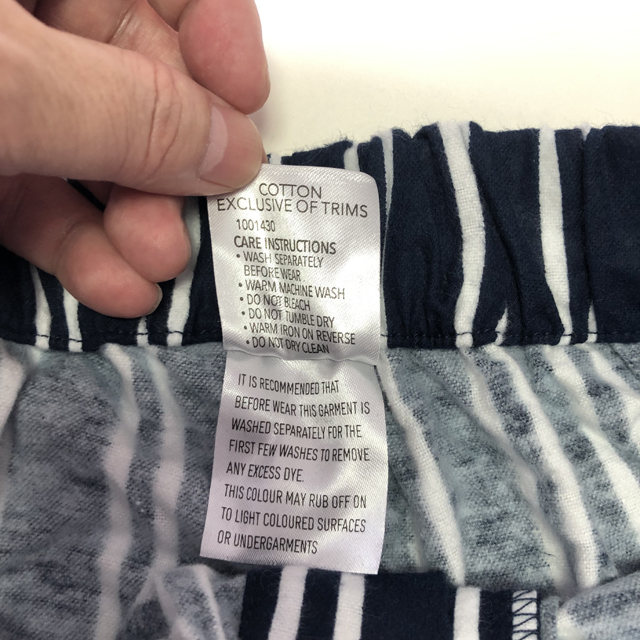 COTTON
EXCLUSIVE OF TRIMS
1001430
CARE INSTRUCTIONS
• WASH SEPARATELY
BEFORE WEAR
• WARM MACHINE WASH
• DO NOT BLEACH
• DO NOT TUMBLE DRY
• WARM IRON ON REVERSE
• DO NOT DRY CLEAN
IT IS RECOMMENDED THAT
BEFORE WEAR THIS GARMENT IS
WASHED SEPARATELY FOR THE
FIRST FEW WASHES TO REMOVE
ANY EXCESS DYE.
THIS COLOUR MAY RUB OFF ON
TO LIGHT COLOURED SURFACES
OR UNDERGARMENTS